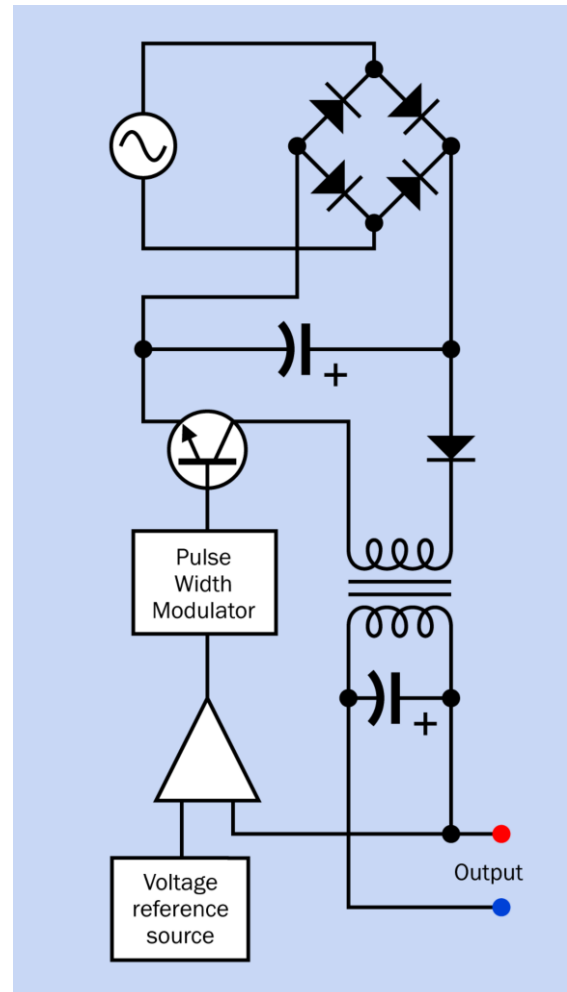 +
Pulse
Width
Modulator
+
Output
Voltage
reference
source